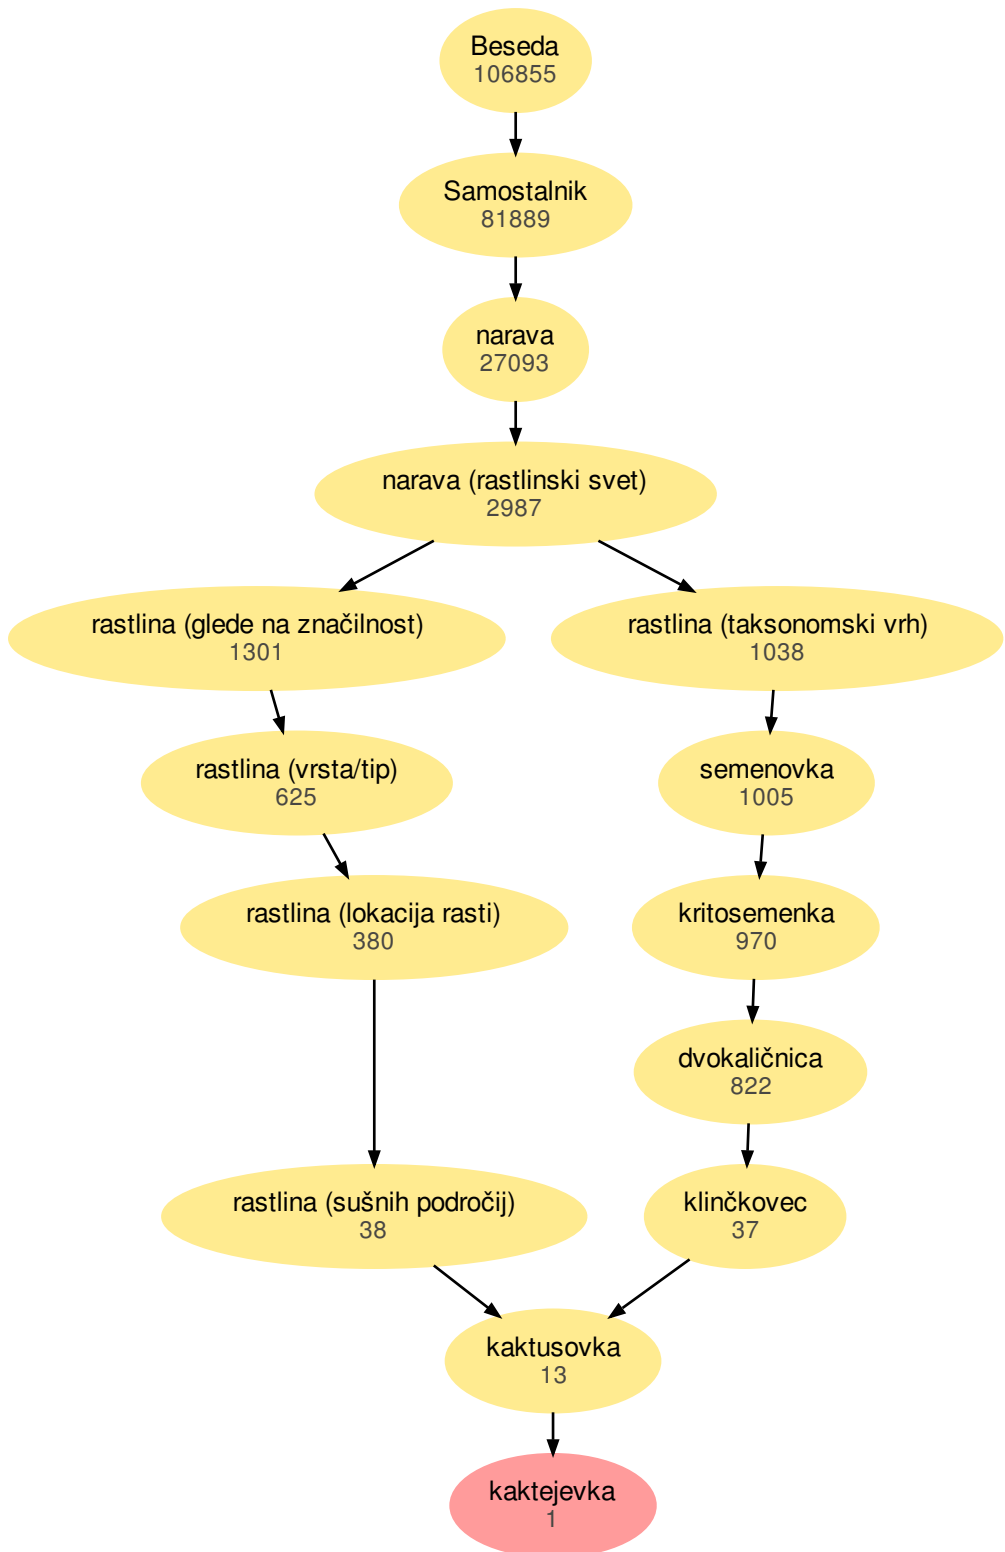 Beseda
106855
Samostalnik
81889
narava
27093
narava (rastlinski svet)
2987
rastlina (glede na značilnost)
1301
rastlina (taksonomski vrh)
1038
rastlina (vrsta/tip)
625
semenovka
1005
rastlina (lokacija rasti)
380
kritosemenka
970
dvokaličnica
822
rastlina (sušnih področij)
38
klinčkovec
37
kaktusovka
13
kaktejevka
1